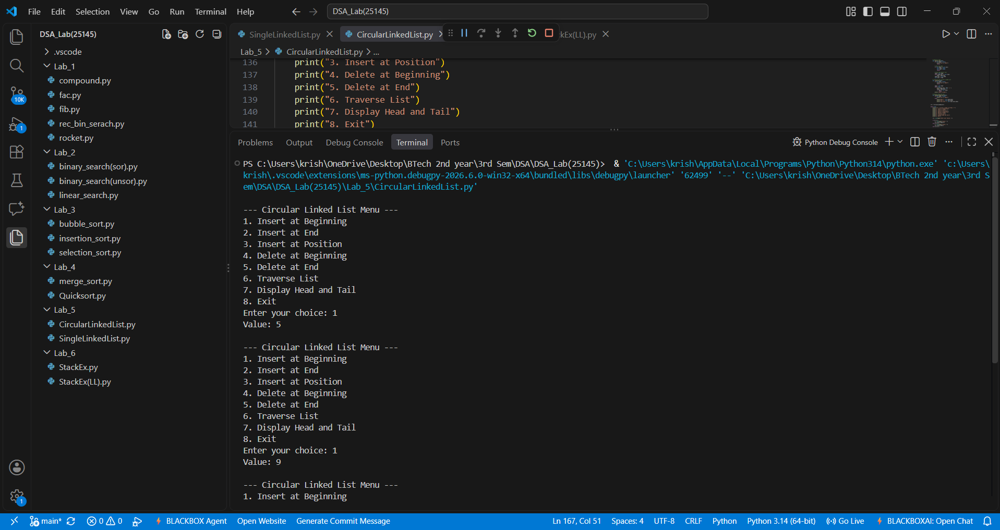 File Edit Selection View Go Run Terminal Help
DSA_Lab(25145)
DSA_Lab(25145)
.vscode
Lab_1
compound.py
fac.py
fib.py
rec_bin_serach.py
rocket.py
Lab_2
binary_search(sor).py
binary_search(unsor).py
linear_search.py
Lab_3
bubble_sort.py
insertion_sort.py
selection_sort.py
Lab_4
merge_sort.py
Quicksort.py
Lab_5
CircularLinkedList.py
SingleLinkedList.py
Lab_6
StackEx.py
StackEx(LL).py
10K
1
1
SingleLinkedList.py CircularLinkedList.py kEx(LL).py
Lab_5 > CircularLinkedList.py > ...
136 print("3. Insert at Position")
137 print("4. Delete at Beginning")
138 print("5. Delete at End")
139 print("6. Traverse List")
140 print("7. Display Head and Tail")
141 print("8. Exit")
Problems Output Debug Console Terminal Ports
Python Debug Console
PS C:\Users\krish\OneDrive\Desktop\BTech 2nd year\3rd Sem\DSA\DSA_Lab(25145)> & 'C:\Users\krish\AppData\Local\Programs\Python\Python314\python.exe' 'c:\Users\
krish\.vscode\extensions\ms-python.debugpy-2026.6.0-win32-x64\bundled\libs\debugpy\launcher' '62499' '--' 'C:\Users\krish\OneDrive\Desktop\BTech 2nd year\3rd S
em\DSA\DSA_Lab(25145)\Lab_5\CircularLinkedList.py'
--- Circular Linked List Menu ---
1. Insert at Beginning
2. Insert at End
3. Insert at Position
4. Delete at Beginning
5. Delete at End
6. Traverse List
7. Display Head and Tail
8. Exit
Enter your choice: 1
Value: 5
--- Circular Linked List Menu ---
1. Insert at Beginning
2. Insert at End
3. Insert at Position
4. Delete at Beginning
5. Delete at End
6. Traverse List
7. Display Head and Tail
8. Exit
Enter your choice: 1
Value: 9
--- Circular Linked List Menu ---
1. Insert at Beginning
main* 0 0 BLACKBOX Agent Open Website Generate Commit Message Ln 167, Col 51 Spaces: 4 UTF-8 CRLF Python Python 3.14 (64-bit) Go Live BLACKBOXAI: Open Chat